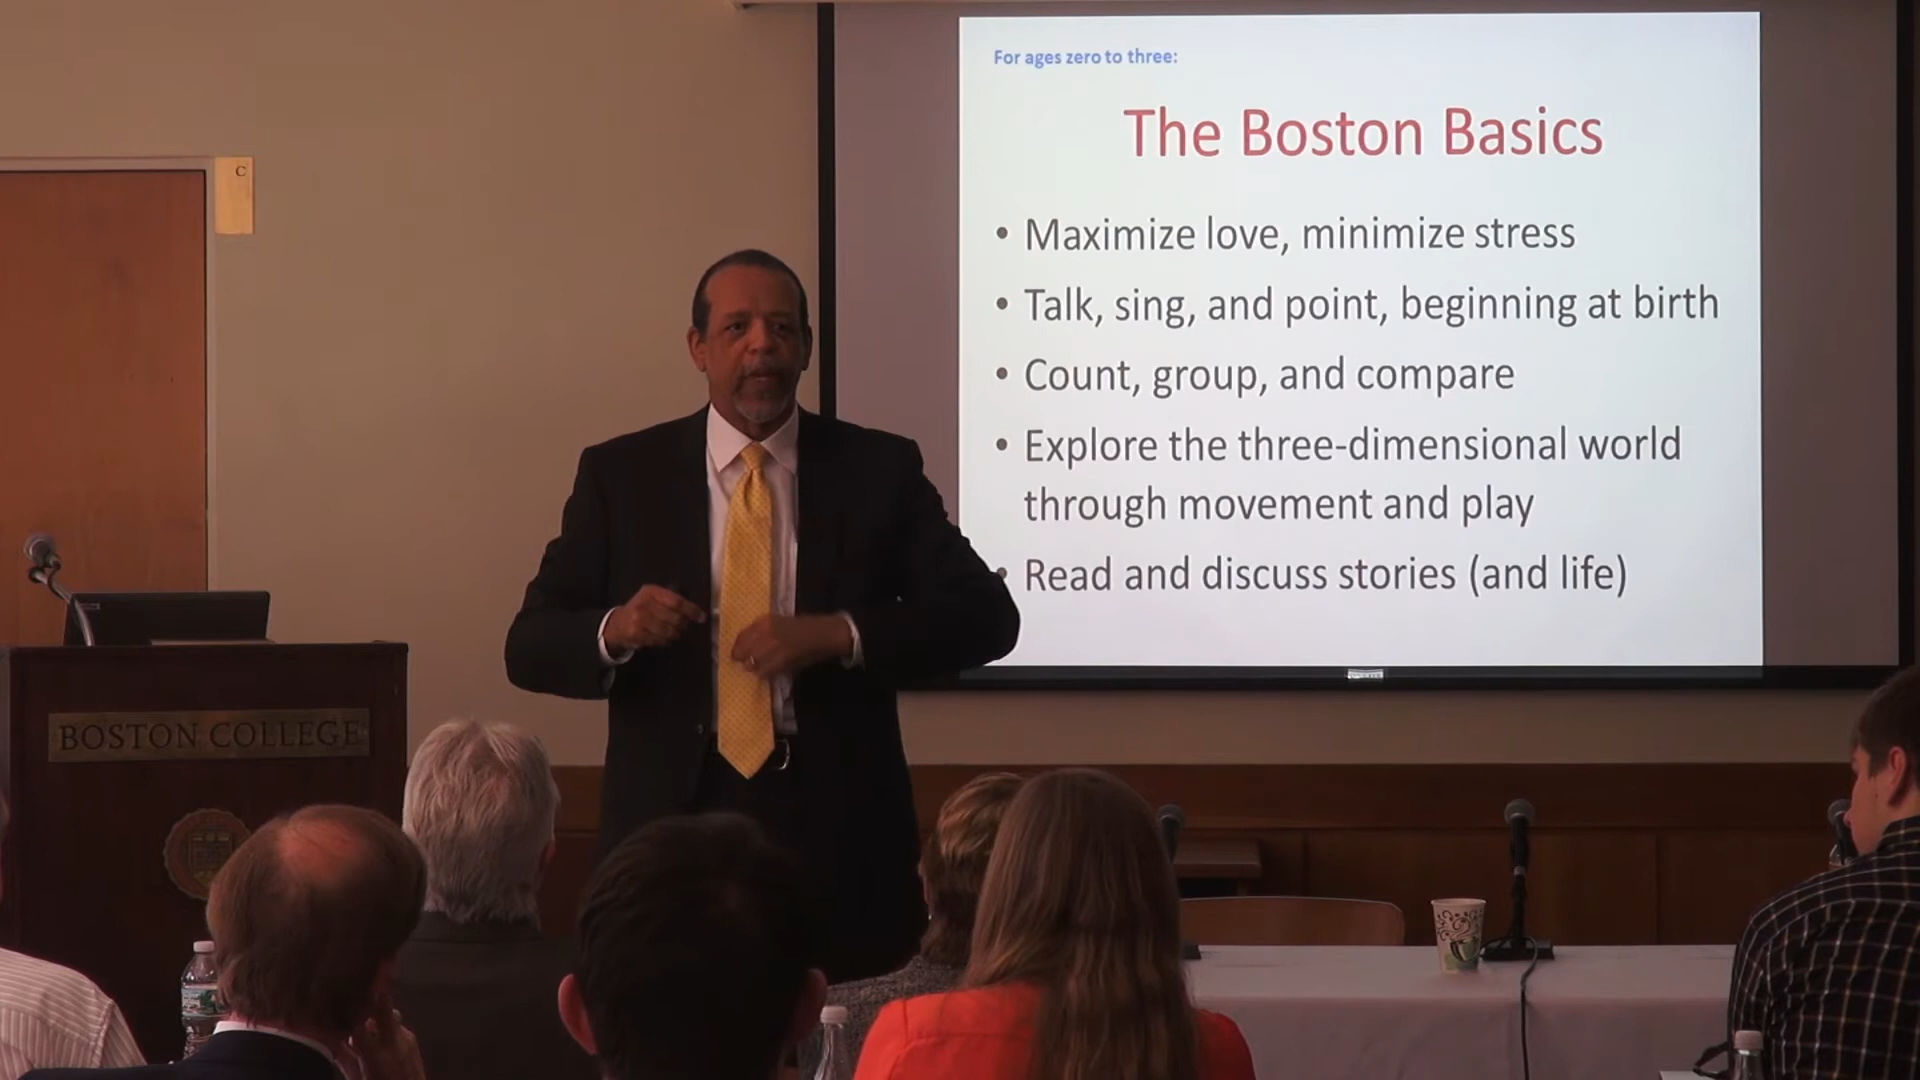 For ages zero to three:
The Boston Basics
• Maximize love, minimize stress
• Talk, sing, and point, beginning at birth
• Count, group, and compare
• Explore the three-dimensional world
through movement and play
• Read and discuss stories (and life)
C
BOSTON COLLEGE